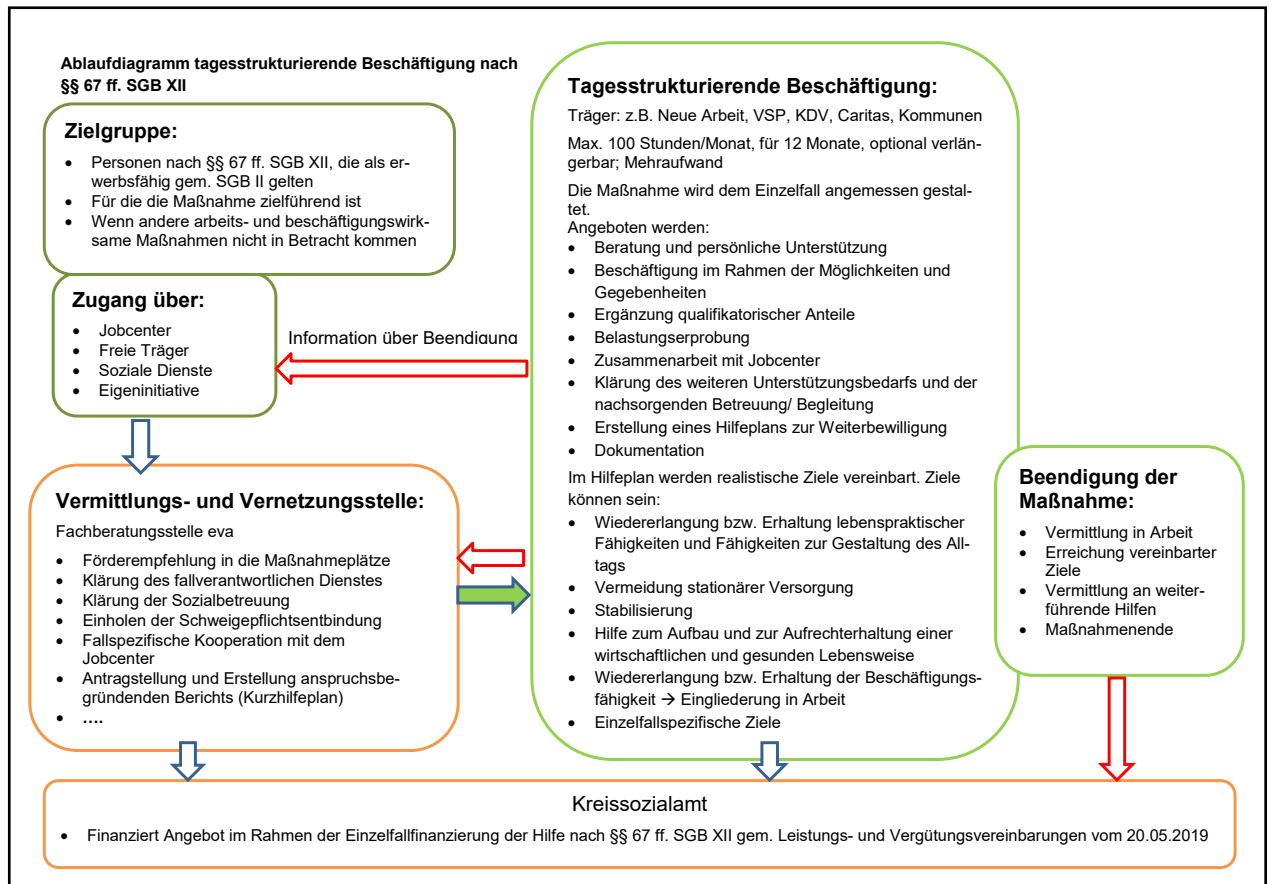 Ablaufdiagramm tagesstrukturierende Beschäftigung nach
§§ 67 ff. SGB XII
Zielgruppe:
• Personen nach §§ 67 ff. SGB XII, die als er-
werbsfähig gem. SGB II gelten
• Für die die Maßnahme zielführend ist
• Wenn andere arbeits- und beschäftigungswirk-
same Maßnahmen nicht in Betracht kommen
Zugang über:
• Jobcenter
• Freie Träger
• Soziale Dienste
• Eigeninitiative
Information über Beendigung
Vermittlungs- und Vernetzungsstelle:
Fachberatungsstelle eva
• Förderempfehlung in die Maßnahmeplätze
• Klärung des fallverantwortlichen Dienstes
• Klärung der Sozialbetreuung
• Einholen der Schweigepflichtsentbindung
• Fallspezifische Kooperation mit dem
Jobcenter
• Antragstellung und Erstellung anspruchsbe-
gründenden Berichts (Kurzhilfeplan)
• ….
Tagesstrukturierende Beschäftigung:
Träger: z.B. Neue Arbeit, VSP, KDV, Caritas, Kommunen
Max. 100 Stunden/Monat, für 12 Monate, optional verlän-
gerbar; Mehraufwand
Die Maßnahme wird dem Einzelfall angemessen gestal-
tet.
Angeboten werden:
• Beratung und persönliche Unterstützung
• Beschäftigung im Rahmen der Möglichkeiten und
Gegebenheiten
• Ergänzung qualifikatorischer Anteile
• Belastungserprobung
• Zusammenarbeit mit Jobcenter
• Klärung des weiteren Unterstützungsbedarfs und der
nachsorgenden Betreuung/ Begleitung
• Erstellung eines Hilfeplans zur Weiterbewilligung
• Dokumentation
Im Hilfeplan werden realistische Ziele vereinbart. Ziele
können sein:
• Wiedererlangung bzw. Erhaltung lebenspraktischer
Fähigkeiten und Fähigkeiten zur Gestaltung des All-
tags
• Vermeidung stationärer Versorgung
• Stabilisierung
• Hilfe zum Aufbau und zur Aufrechterhaltung einer
wirtschaftlichen und gesunden Lebensweise
• Wiedererlangung bzw. Erhaltung der Beschäftigungs-
fähigkeit → Eingliederung in Arbeit
• Einzelfallspezifische Ziele
Beendigung der
Maßnahme:
• Vermittlung in Arbeit
• Erreichung vereinbarter
Ziele
• Vermittlung an weiter-
führende Hilfen
• Maßnahmenende
Kreissozialamt
• Finanziert Angebot im Rahmen der Einzelfallfinanzierung der Hilfe nach §§ 67 ff. SGB XII gem. Leistungs- und Vergütungsvereinbarungen vom 20.05.2019